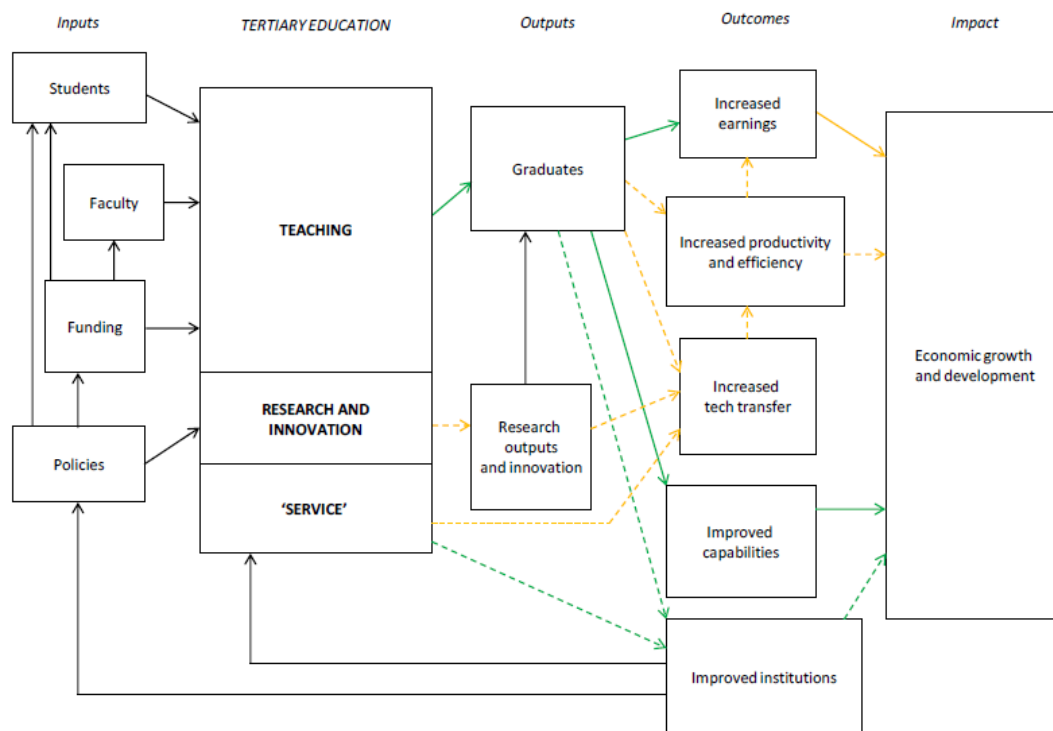 Inputs
TERTIARY EDUCATION
Outputs
Outcomes
Impact
Students
Faculty
Funding
Policies
TEACHING
RESEARCH AND
INNOVATION
‘SERVICE’
Graduates
Research
outputs
and innovation
Increased
earnings
Increased productivity
and efficiency
Increased
tech transfer
Improved
capabilities
Improved institutions
Economic growth
and development